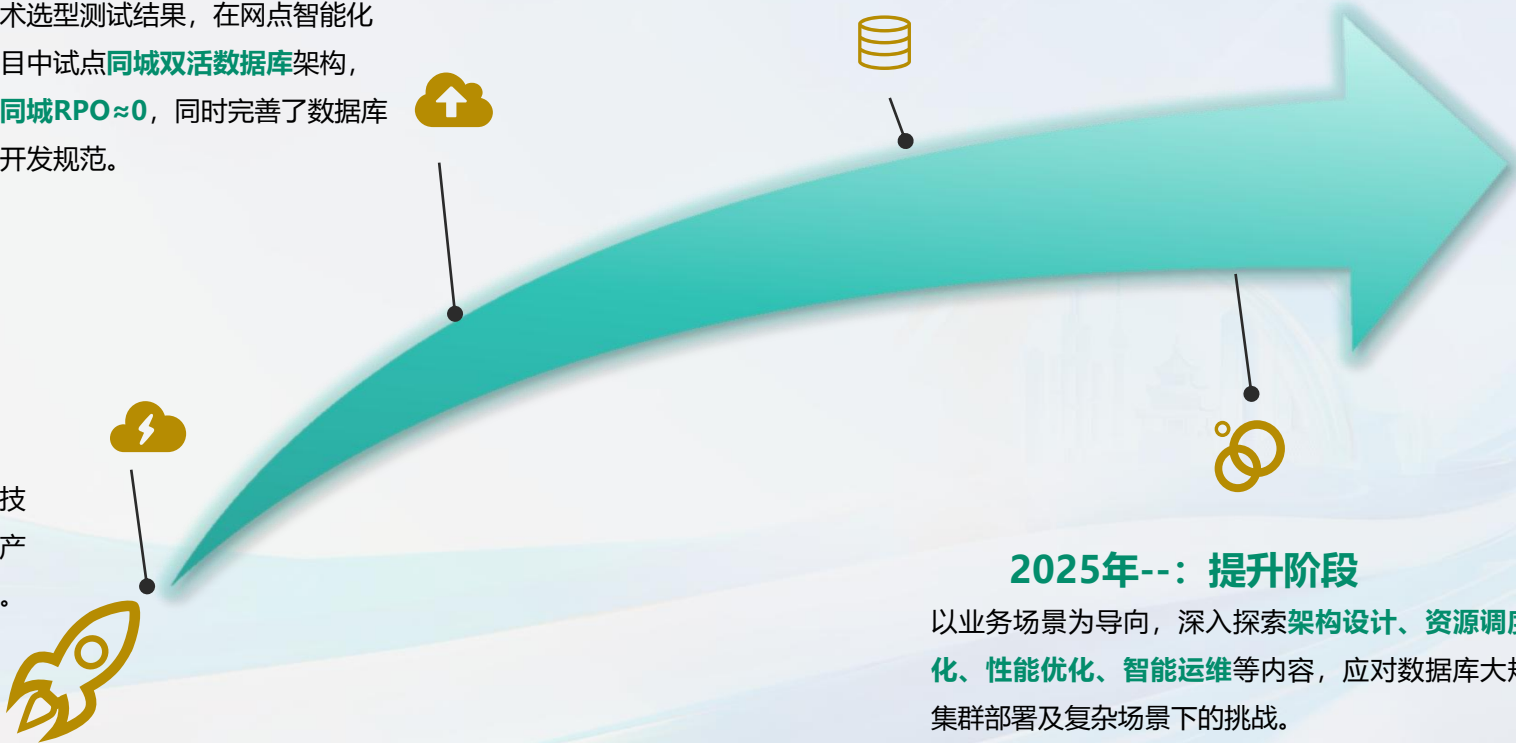 术选型测试结果，在网点智能化
目中试点同城双活数据库架构，
同城RPO≈0，同时完善了数据库
开发规范。
技
产
。
2025年--：提升阶段
以业务场景为导向，深入探索架构设计、资源调度
化、性能优化、智能运维等内容，应对数据库大规
集群部署及复杂场景下的挑战。